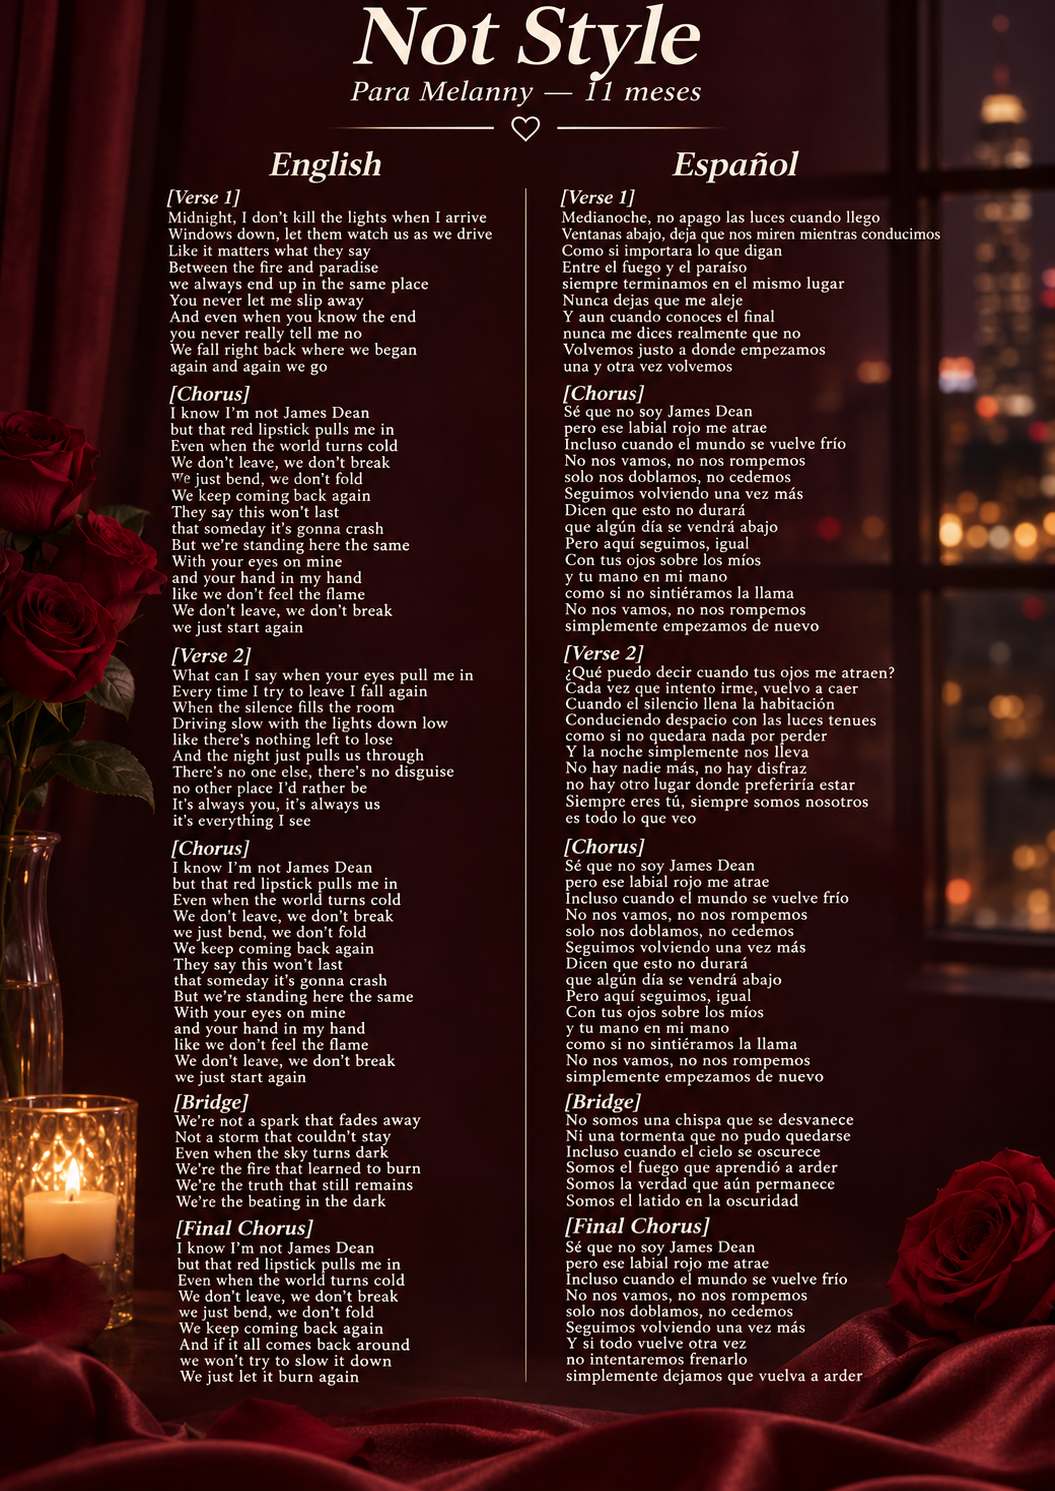 Not Style
Para Melanny — 11 meses
English
[Verse 1]
Midnight, I don't kill the lights when I arrive
Windows down, let them watch us as we drive
Like it matters what they say
Between the fire and paradise
we always end up in the same place
You never let me slip away
And even when you know the end
you never really tell me no
We fall right back where we began
again and again we go
[Chorus]
I know I'm not James Dean
but that red lipstick pulls me in
Even when the world turns cold
We don't leave, we don't break
We just bend, we don't fold
We keep coming back again
They say this won't last
that someday it's gonna crash
But we're standing here the same
With your eyes on mine
and your hand in my hand
like we don't feel the flame
We don't leave, we don't break
we just start again
[Verse 2]
What can I say when your eyes pull me in
Every time I try to leave I fall again
When the silence fills the room
Driving slow with the lights down low
like there's nothing left to lose
And the night just pulls us through
There's no one else, there's no disguise
no other place I'd rather be
It's always you, it's always us
it's everything I see
[Chorus]
I know I'm not James Dean
but that red lipstick pulls me in
Even when the world turns cold
We don't leave, we don't break
we just bend, we don't fold
We keep coming back again
They say this won't last
that someday it's gonna crash
But we're standing here the same
With your eyes on mine
and your hand in my hand
like we don't feel the flame
We don't leave, we don't break
we just start again
[Bridge]
We're not a spark that fades away
Not a storm that couldn't stay
Even when the sky turns dark
We're the fire that learned to burn
We're the truth that still remains
We're the beating in the dark
[Final Chorus]
I know I'm not James Dean
but that red lipstick pulls me in
Even when the world turns cold
We don't leave, we don't break
we just bend, we don't fold
We keep coming back again
And if it all comes back around
we won't try to slow it down
We just let it burn again
Español
[Verse 1]
Medianoche, no apago las luces cuando llego
Ventanas abajo, deja que nos miren mientras conducimos
Como si importara lo que digan
Entre el fuego y el paraíso
siempre terminamos en el mismo lugar
Nunca dejas que me aleje
Y aun cuando conoces el final
nunca me dices realmente que no
Volvemos justo a donde empezamos
una y otra vez volvemos
[Chorus]
Sé que no soy James Dean
pero ese labial rojo me atrae
Incluso cuando el mundo se vuelve frío
No nos vamos, no nos rompemos
solo nos doblamos, no cedemos
Seguimos volviendo una vez más
Dicen que esto no durará
que algún día se vendrá abajo
Pero aquí seguimos, igual
Con tus ojos sobre los míos
y tu mano en mi mano
como si no sintiéramos la llama
No nos vamos, no nos rompemos
simplemente empezamos de nuevo
[Verse 2]
¿Qué puedo decir cuando tus ojos me atraen?
Cada vez que intento irme, vuelvo a caer
Cuando el silencio llena la habitación
Conduciendo despacio con las luces tenues
como si no quedara nada por perder
Y la noche simplemente nos lleva
No hay nadie más, no hay disfraz
no hay otro lugar donde preferiría estar
Siempre eres tú, siempre somos nosotros
es todo lo que veo
[Chorus]
Sé que no soy James Dean
pero ese labial rojo me atrae
Incluso cuando el mundo se vuelve frío
No nos vamos, no nos rompemos
solo nos doblamos, no cedemos
Seguimos volviendo una vez más
Dicen que esto no durará
que algún día se vendrá abajo
Pero aquí seguimos, igual
Con tus ojos sobre los míos
y tu mano en mi mano
como si no sintiéramos la llama
No nos vamos, no nos rompemos
simplemente empezamos de nuevo
[Bridge]
No somos una chispa que se desvanece
Ni una tormenta que no pudo quedarse
Incluso cuando el cielo se oscurece
Somos el fuego que aprendió a arder
Somos la verdad que aún permanece
Somos el latido en la oscuridad
[Final Chorus]
Sé que no soy James Dean
pero ese labial rojo me atrae
Incluso cuando el mundo se vuelve frío
No nos vamos, no nos rompemos
solo nos doblamos, no cedemos
Seguimos volviendo una vez más
Y si todo vuelve otra vez
no intentaremos frenarlo
simplemente dejamos que vuelva a arder